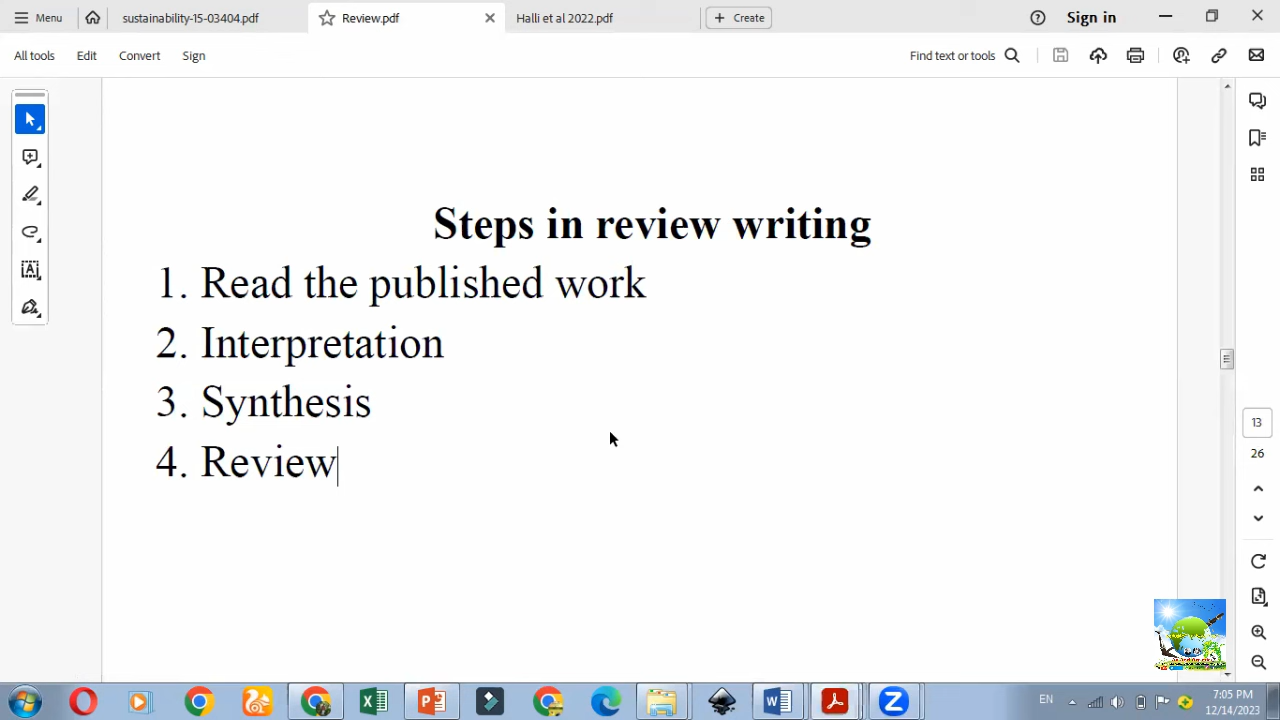 Menu
sustainability-15-03404.pdf
Review.pdf
Halli et al 2022.pdf
Create
Sign in
All tools
Edit
Convert
Sign
Find text or tools
Steps in review writing
1. Read the published work
2. Interpretation
3. Synthesis
4. Review
13
26
EN
7:05 PM
12/14/2023